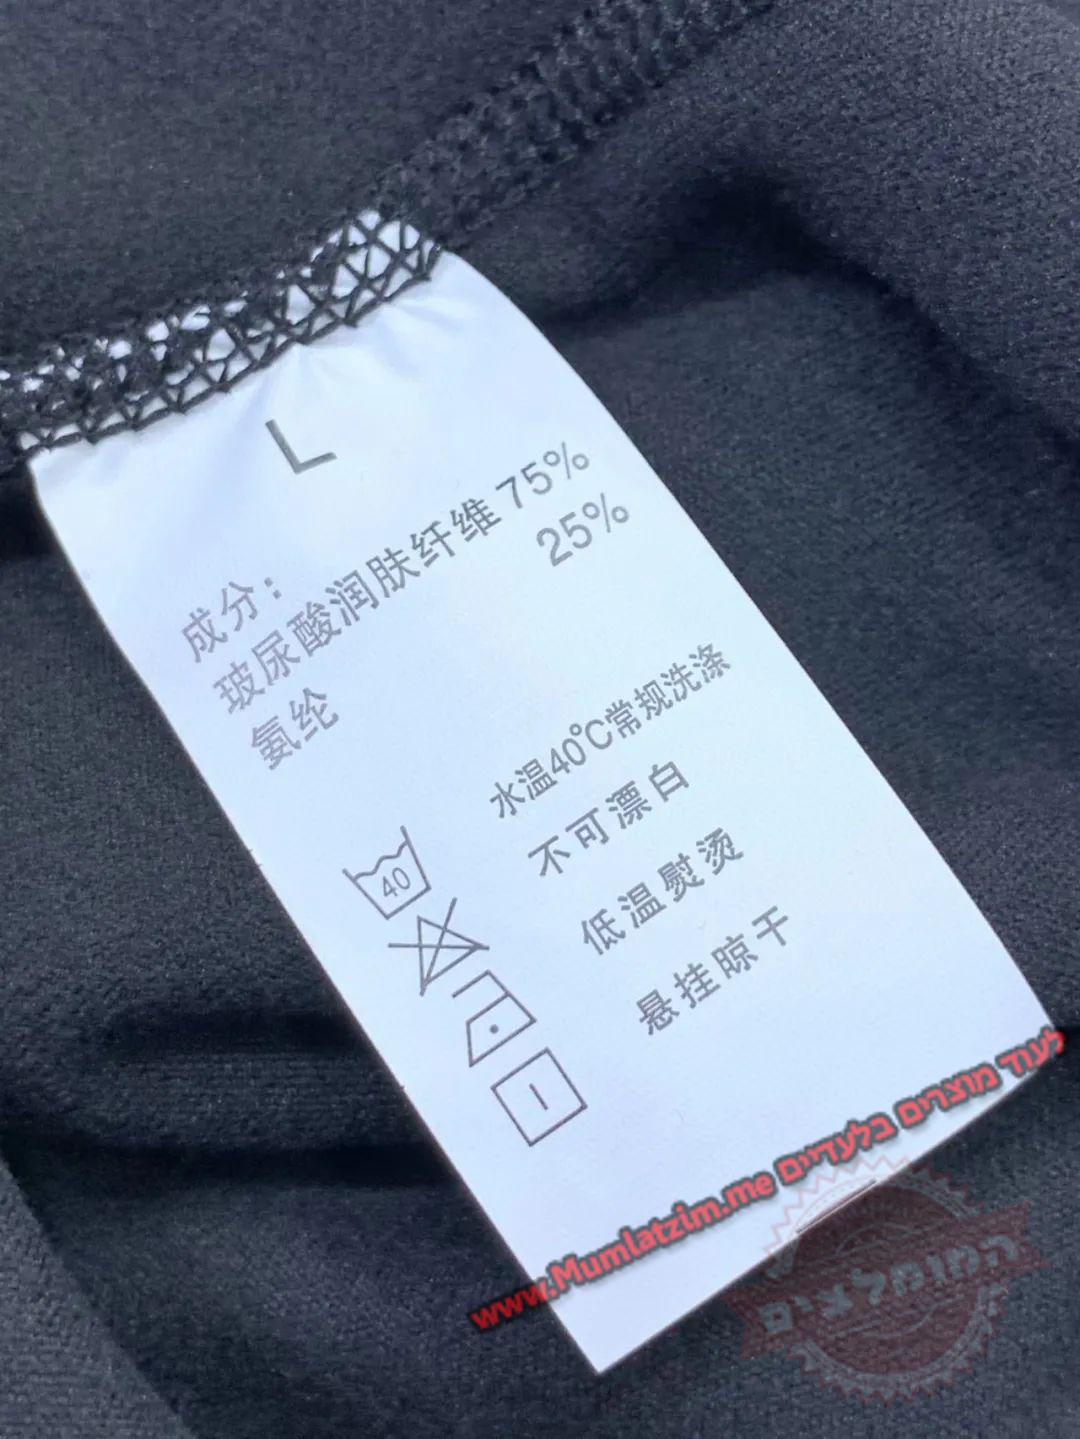 L
成分：
玻尿酸润肤纤维 75%
氨纶 25%
水温40℃常规洗涤
40
不可漂白
低温熨烫
悬挂晾干
לעוד מוצרים בלעדיים www.Mumlatzim.me
המומלצים